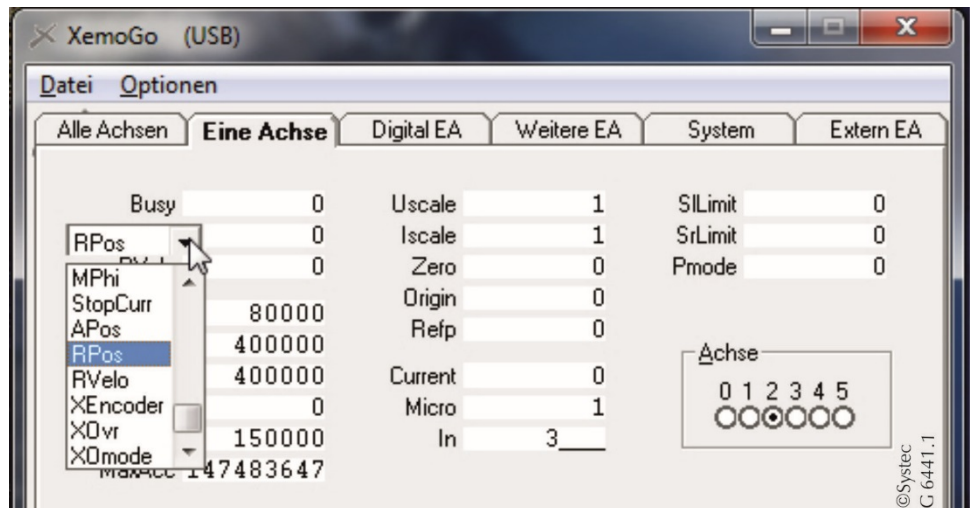 XemoGo (USB)
Datei Optionen
Alle Achsen Eine Achse Digital EA Weitere EA System Extern EA
Busy 0 Uscale 1 SlLimit 0
RPos 0 Iscale 1 SrLimit 0
0 Zero 0 Pmode 0
MPhi
StopCurr 80000 Origin 0
APos
RPos 400000 Refp 0
RVelo 400000 Current 0
XEncoder 0 Micro 1
XOvr 150000 In 3___
XOmode
MaxAcc 147483647
Achse
0 1 2 3 4 5
©Systec
G 6441.1